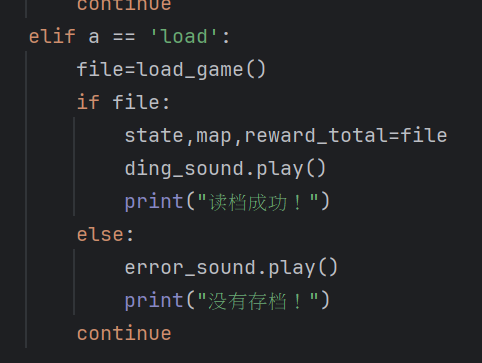 continue
elif a == 'load':
file=load_game()
if file:
state,map,reward_total=file
ding_sound.play()
print("读档成功！")
else:
error_sound.play()
print("没有存档！")
continue